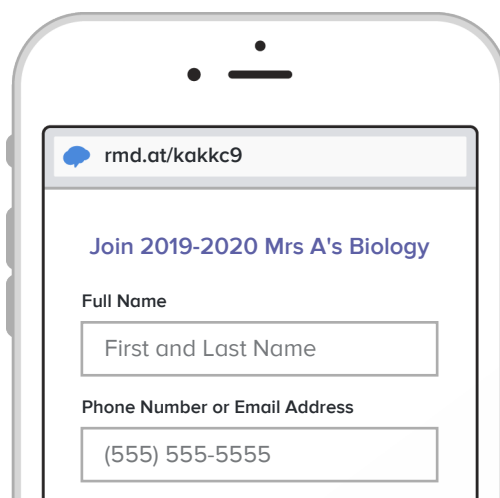 rmd.at/kakkc9
Join 2019-2020 Mrs A's Biology
Full Name
First and Last Name
Phone Number or Email Address
(555) 555-5555